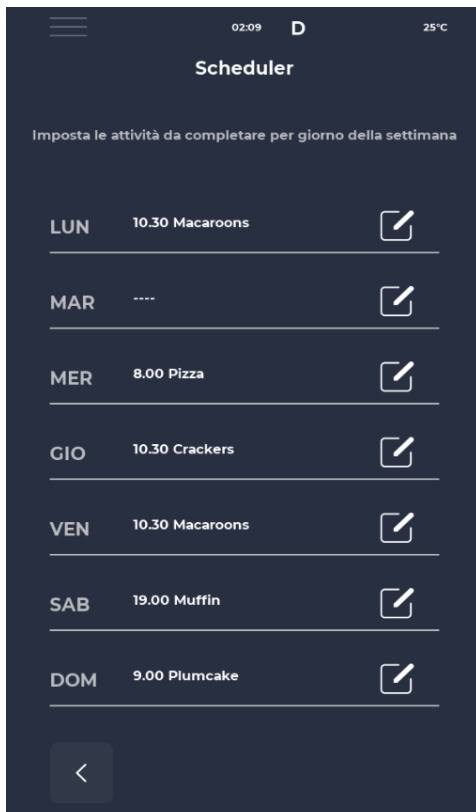 02:09 D 25°C
Scheduler
Imposta le attività da completare per giorno della settimana
LUN 10.30 Macaroons
MAR ----
MER 8.00 Pizza
GIO 10.30 Crackers
VEN 10.30 Macaroons
SAB 19.00 Muffin
DOM 9.00 Plumcake